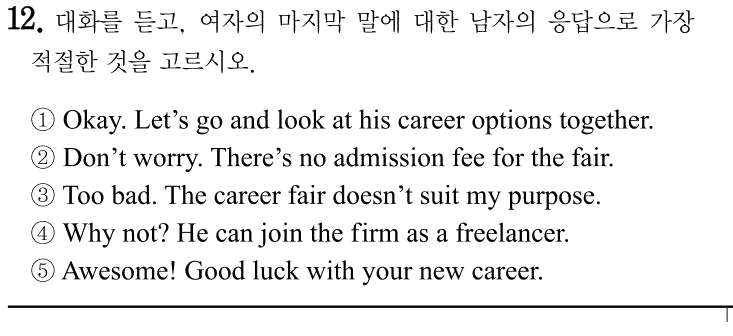 12. 대화를 듣고, 여자의 마지막 말에 대한 남자의 응답으로 가장
적절한 것을 고르시오.
① Okay. Let’s go and look at his career options together.
② Don’t worry. There’s no admission fee for the fair.
③ Too bad. The career fair doesn’t suit my purpose.
④ Why not? He can join the firm as a freelancer.
⑤ Awesome! Good luck with your new career.